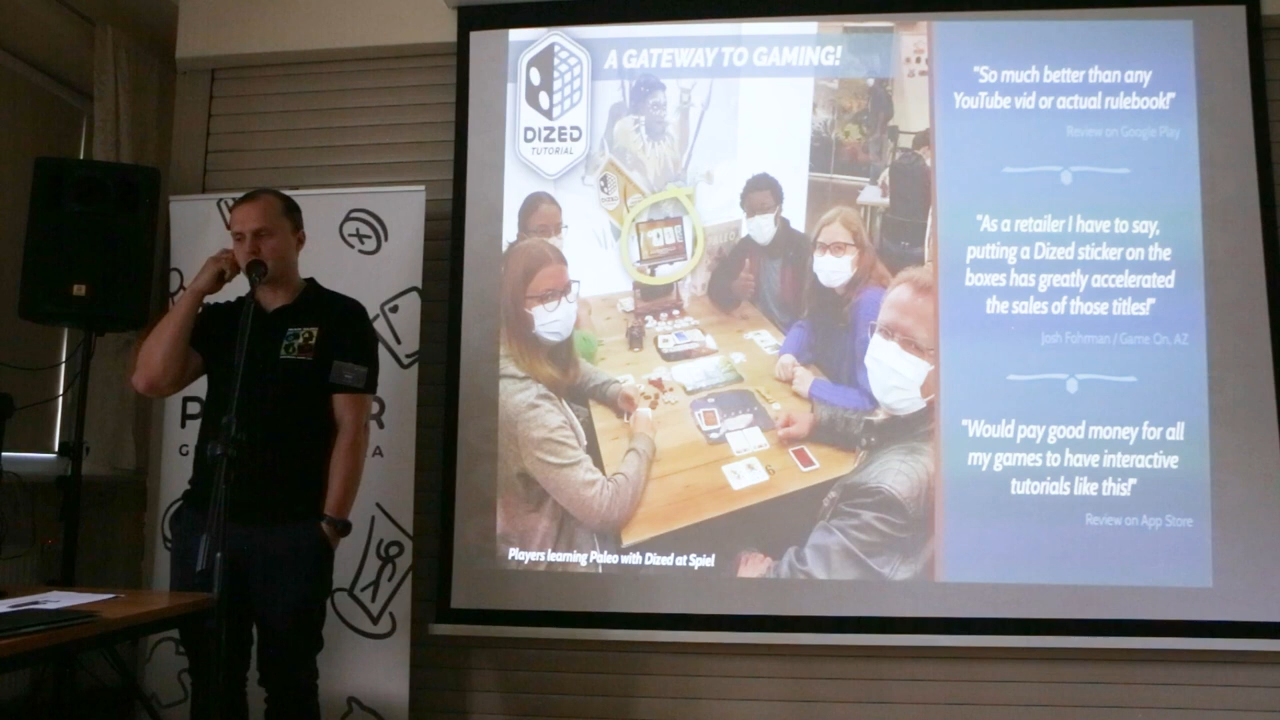 A GATEWAY TO GAMING!
DIZED
TUTORIAL
"So much better than any
YouTube vid or actual rulebook!"
Review on Google Play
"As a retailer I have to say,
putting a Dized sticker on the
boxes has greatly accelerated
the sales of those titles!"
Josh Fohrman / Game On, AZ
"Would pay good money for all
my games to have interactive
tutorials like this!"
Review on App Store
Players learning Paleo with Dized at Spiel